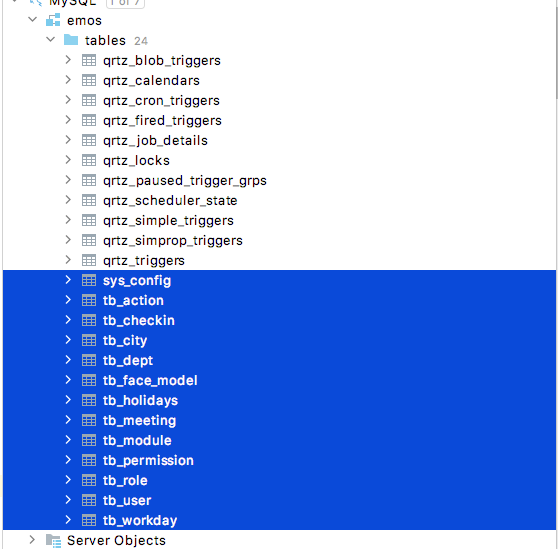 MySQL 1 of 7
emos
tables 24
qrtz_blob_triggers
qrtz_calendars
qrtz_cron_triggers
qrtz_fired_triggers
qrtz_job_details
qrtz_locks
qrtz_paused_trigger_grps
qrtz_scheduler_state
qrtz_simple_triggers
qrtz_simprop_triggers
qrtz_triggers
sys_config
tb_action
tb_checkin
tb_city
tb_dept
tb_face_model
tb_holidays
tb_meeting
tb_module
tb_permission
tb_role
tb_user
tb_workday
Server Objects